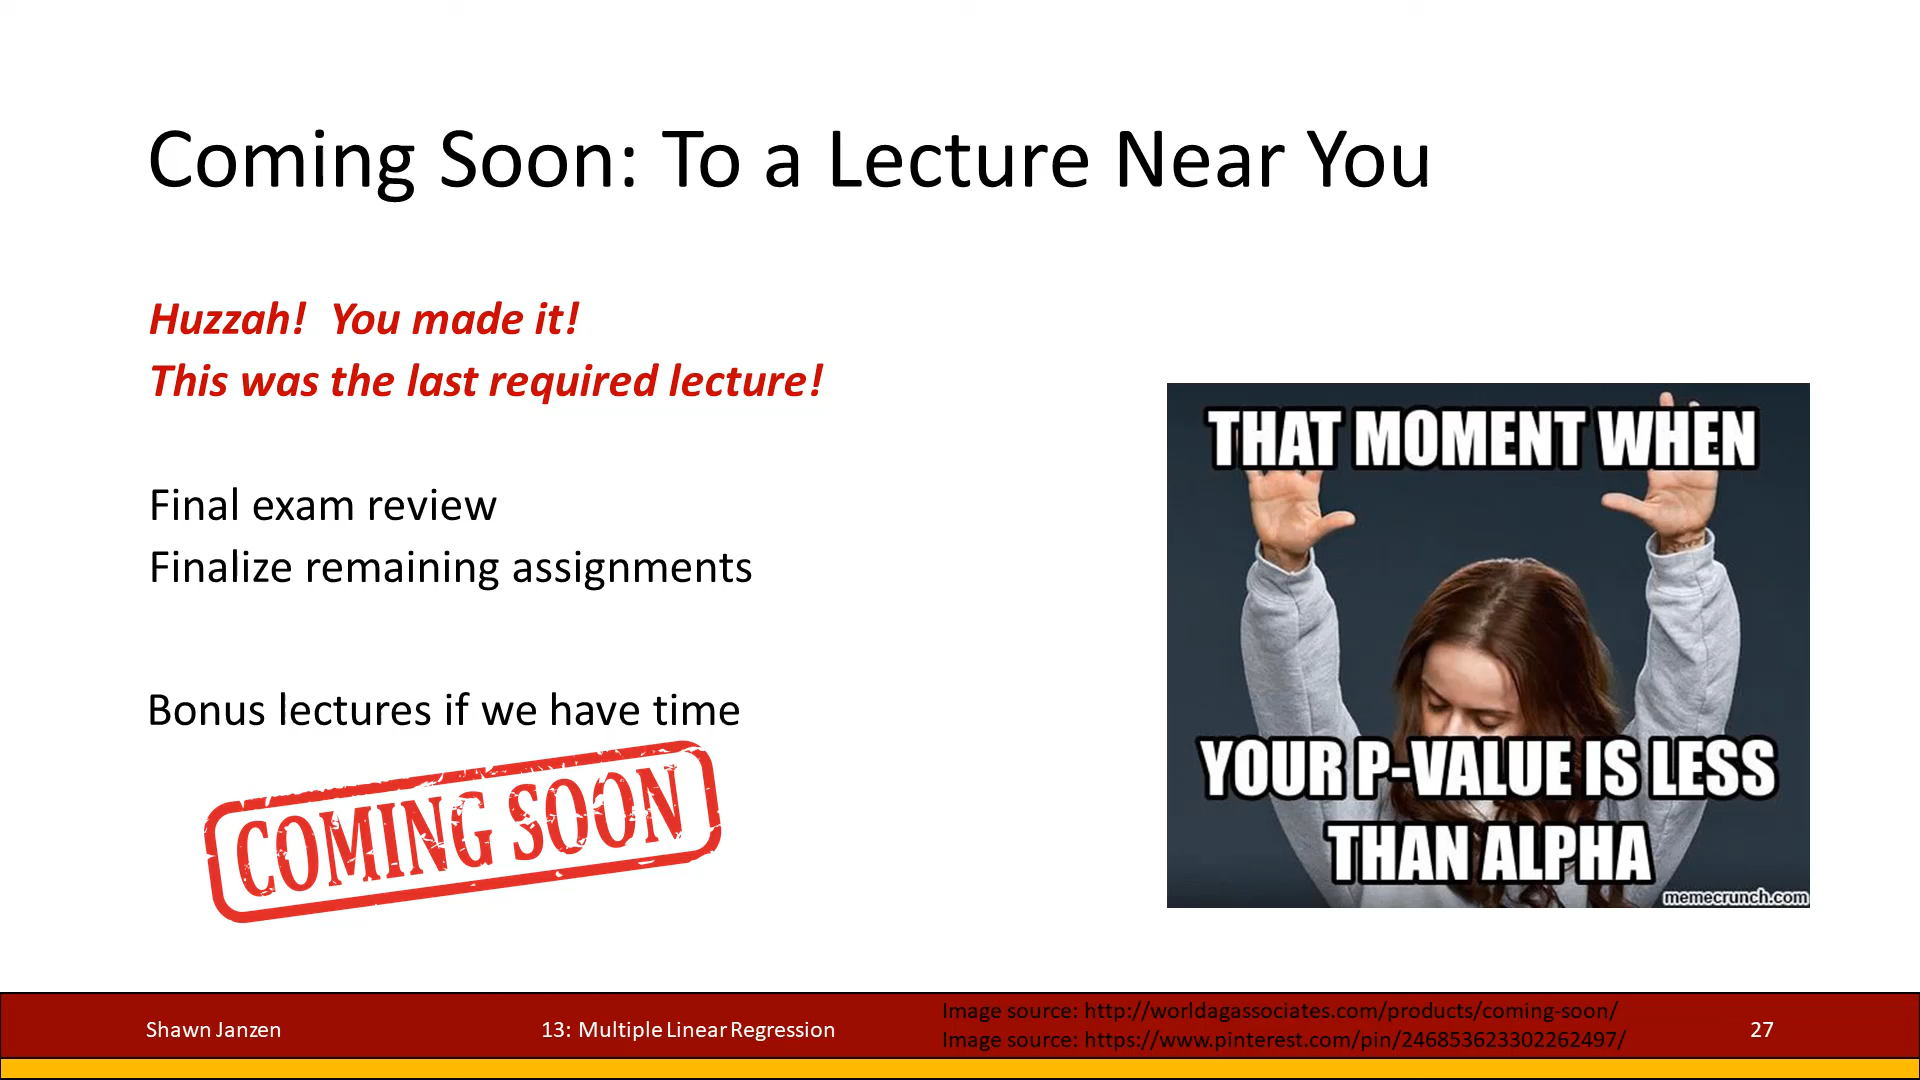 Coming Soon: To a Lecture Near You
Huzzah! You made it!
This was the last required lecture!
Final exam review
Finalize remaining assignments
Bonus lectures if we have time
COMING SOON
THAT MOMENT WHEN
YOUR P-VALUE IS LESS
THAN ALPHA
memecrunch.com
Shawn Janzen
13: Multiple Linear Regression
Image source: http://worldagassociates.com/products/coming-soon/
Image source: https://www.pinterest.com/pin/246853623302262497/
27